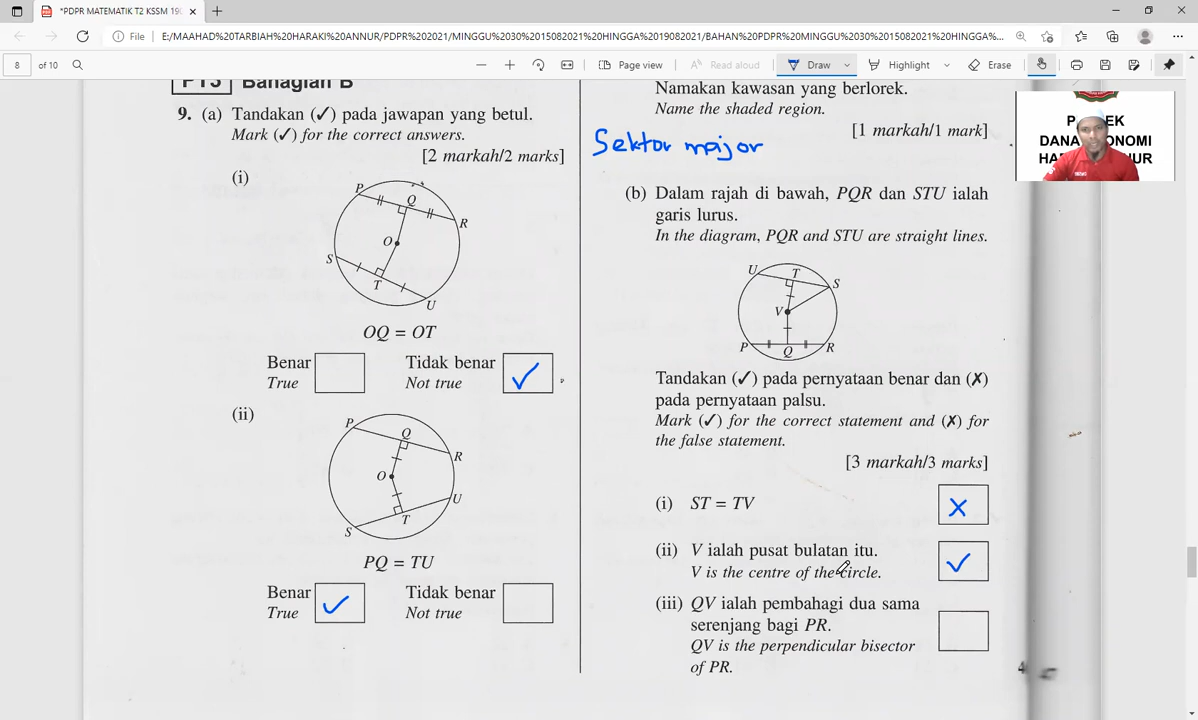 *PDPR MATEMATIK T2 KSSM 19
File
E:/MAAHAD%20TARBIAH%20HARAKI%20ANNUR/PDPR%202021/MINGGU%2030%2015082021%20HINGGA%2019082021/BAHAN%20PDPR%20MINGGU%2030%2015082021%20HINGGA%...
8 of 10
Page view
Read aloud
Draw
Highlight
Erase
PT3 Bahagian B
9. (a) Tandakan (✓) pada jawapan yang betul.
Mark (✓) for the correct answers.
[2 markah/2 marks]
(i)
P
Q
R
O
S
T
U
OQ = OT
Benar Tidak benar ✓
True Not true
(ii)
P
Q
R
O
U
T
S
PQ = TU
Benar ✓ Tidak benar
True Not true
Namakan kawasan yang berlorek.
Name the shaded region.
[1 markah/1 mark]
Sektor major
(b) Dalam rajah di bawah, PQR dan STU ialah
garis lurus.
In the diagram, PQR and STU are straight lines.
U T
S
V
P Q R
Tandakan (✓) pada pernyataan benar dan (✗)
pada pernyataan palsu.
Mark (✓) for the correct statement and (✗) for
the false statement.
[3 markah/3 marks]
(i) ST = TV ✗
(ii) V ialah pusat bulatan itu. ✓
V is the centre of the circle.
(iii) QV ialah pembahagi dua sama
serenjang bagi PR.
QV is the perpendicular bisector
of PR.